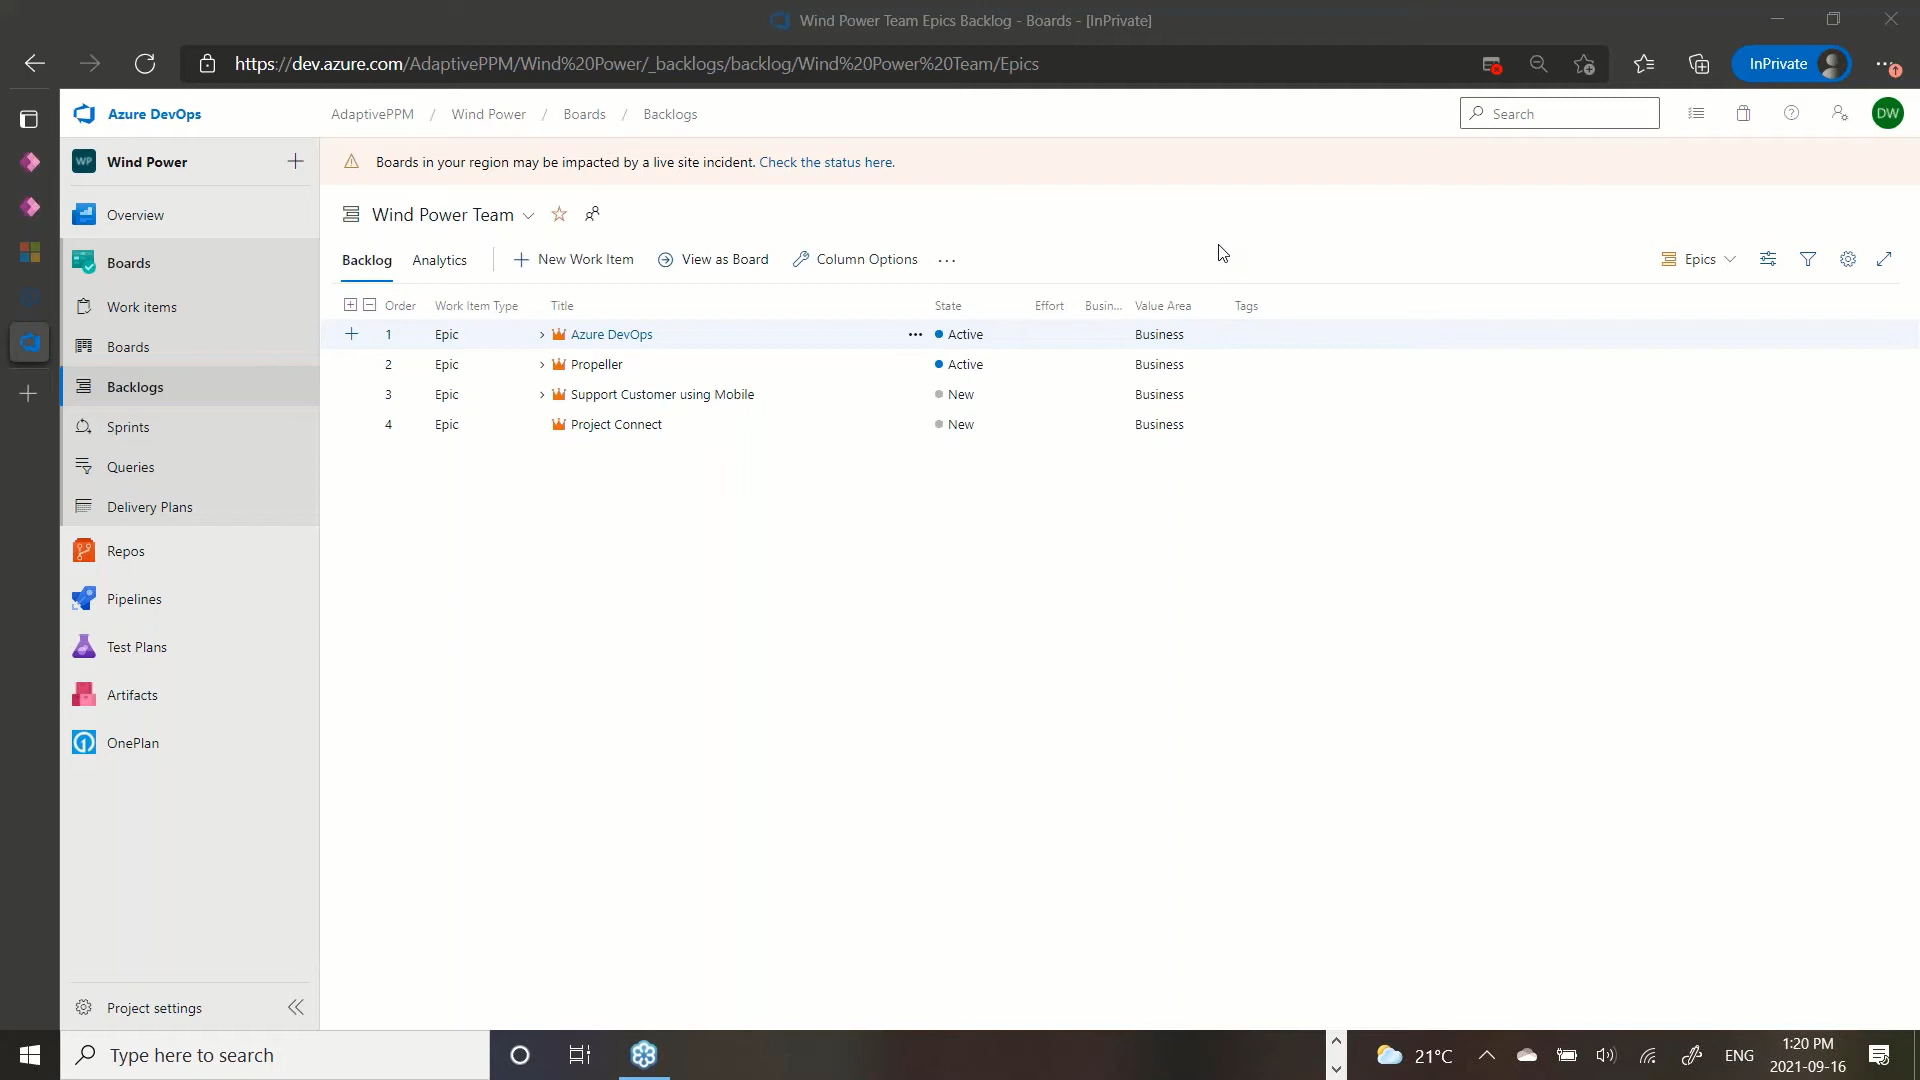 Wind Power Team Epics Backlog - Boards - [InPrivate]
https://dev.azure.com/AdaptivePPM/Wind%20Power/_backlogs/backlog/Wind%20Power%20Team/Epics
InPrivate
Azure DevOps
AdaptivePPM / Wind Power / Boards / Backlogs
Search
DW
WP Wind Power
Boards in your region may be impacted by a live site incident. Check the status here.
Overview
Wind Power Team
Boards
Backlog Analytics New Work Item View as Board Column Options ... Epics
Work items
Boards
Backlogs
Sprints
Queries
Delivery Plans
Repos
Pipelines
Test Plans
Artifacts
OnePlan
Order Work Item Type Title State Effort Busin... Value Area Tags
1 Epic Azure DevOps ... Active Business
2 Epic Propeller Active Business
3 Epic Support Customer using Mobile New Business
4 Epic Project Connect New Business
Project settings
Type here to search
21°C
ENG
1:20 PM
2021-09-16